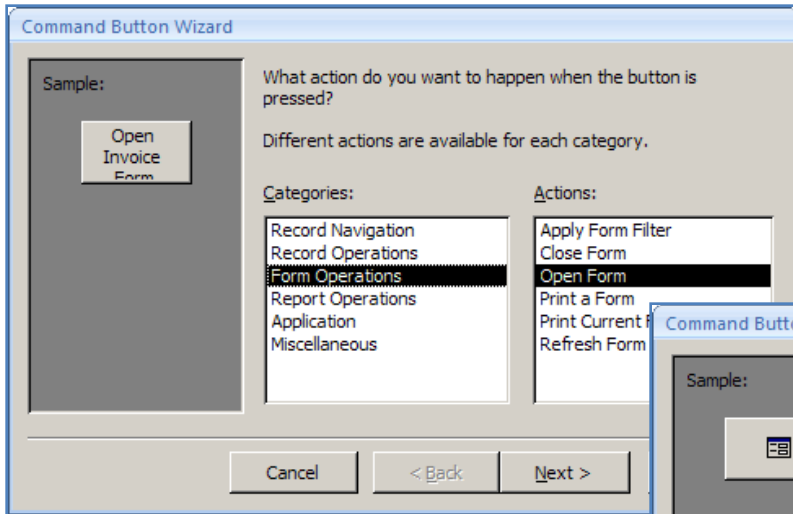 Command Button Wizard
Sample:
Open
Invoice
Form
What action do you want to happen when the button is
pressed?
Different actions are available for each category.
Categories:
Record Navigation
Record Operations
Form Operations
Report Operations
Application
Miscellaneous
Actions:
Apply Form Filter
Close Form
Open Form
Print a Form
Print Current
Refresh Form
Cancel
< Back
Next >
Command
Sample: